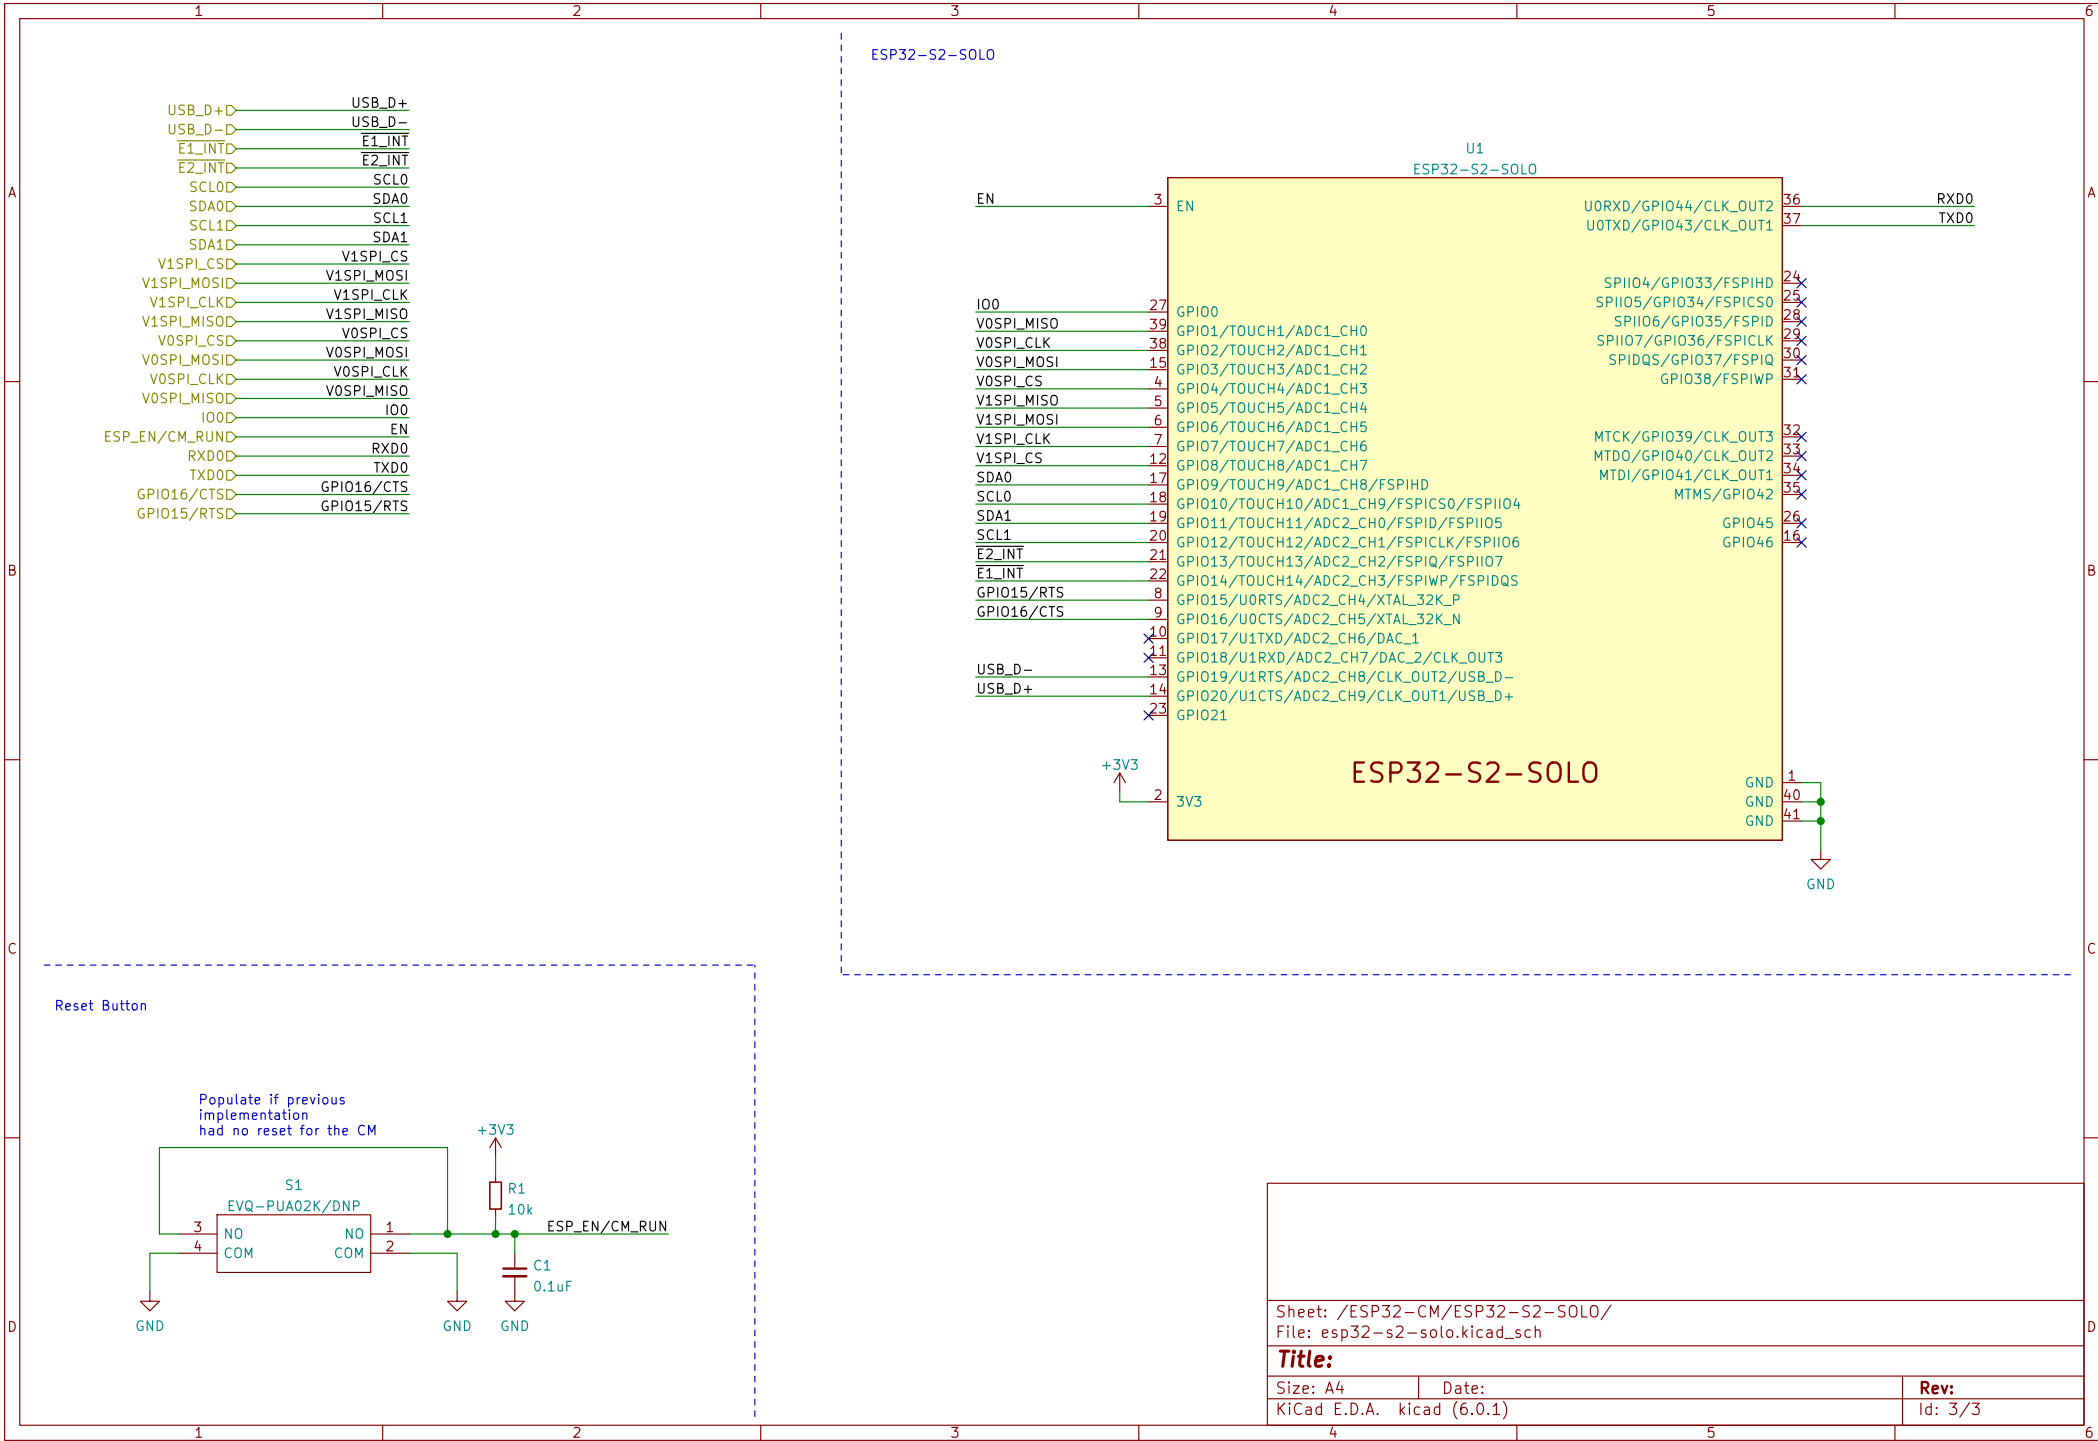 1 2 3 4 5 6
ESP32-S2-SOLO
USB_D+ USB_D+
USB_D- USB_D-
E1_INT E1_INT
E2_INT E2_INT
SCL0 SCL0
SDA0 SDA0
SCL1 SCL1
SDA1 SDA1
V1SPI_CS V1SPI_CS
V1SPI_MOSI V1SPI_MOSI
V1SPI_CLK V1SPI_CLK
V1SPI_MISO V1SPI_MISO
V0SPI_CS V0SPI_CS
V0SPI_MOSI V0SPI_MOSI
V0SPI_CLK V0SPI_CLK
V0SPI_MISO V0SPI_MISO
IO0 IO0
ESP_EN/CM_RUN EN
RXD0 RXD0
TXD0 TXD0
GPIO16/CTS GPIO16/CTS
GPIO15/RTS GPIO15/RTS
U1
ESP32-S2-SOLO
EN 3 EN
IO0 27 GPIO0
V0SPI_MISO 39 GPIO1/TOUCH1/ADC1_CH0
V0SPI_CLK 38 GPIO2/TOUCH2/ADC1_CH1
V0SPI_MOSI 15 GPIO3/TOUCH3/ADC1_CH2
V0SPI_CS 4 GPIO4/TOUCH4/ADC1_CH3
V1SPI_MISO 5 GPIO5/TOUCH5/ADC1_CH4
V1SPI_MOSI 6 GPIO6/TOUCH6/ADC1_CH5
V1SPI_CLK 7 GPIO7/TOUCH7/ADC1_CH6
V1SPI_CS 12 GPIO8/TOUCH8/ADC1_CH7
SDA0 17 GPIO9/TOUCH9/ADC1_CH8/FSPIHD
SCL0 18 GPIO10/TOUCH10/ADC1_CH9/FSPICS0/FSPIIO4
SDA1 19 GPIO11/TOUCH11/ADC2_CH0/FSPID/FSPIIO5
SCL1 20 GPIO12/TOUCH12/ADC2_CH1/FSPICLK/FSPIIO6
E2_INT 21 GPIO13/TOUCH13/ADC2_CH2/FSPIQ/FSPIIO7
E1_INT 22 GPIO14/TOUCH14/ADC2_CH3/FSPIWP/FSPIDQS
GPIO15/RTS 8 GPIO15/U0RTS/ADC2_CH4/XTAL_32K_P
GPIO16/CTS 9 GPIO16/U0CTS/ADC2_CH5/XTAL_32K_N
10 GPIO17/U1TXD/ADC2_CH6/DAC_1
11 GPIO18/U1RXD/ADC2_CH7/DAC_2/CLK_OUT3
USB_D- 13 GPIO19/U1RTS/ADC2_CH8/CLK_OUT2/USB_D-
USB_D+ 14 GPIO20/U1CTS/ADC2_CH9/CLK_OUT1/USB_D+
23 GPIO21
+3V3
2 3V3
U0RXD/GPIO44/CLK_OUT2 36 RXD0
U0TXD/GPIO43/CLK_OUT1 37 TXD0
SPIIO4/GPIO33/FSPIHD 24
SPIIO5/GPIO34/FSPICS0 25
SPIIO6/GPIO35/FSPID 28
SPIIO7/GPIO36/FSPICLK 29
SPIDQS/GPIO37/FSPIQ 30
GPIO38/FSPIWP 31
MTCK/GPIO39/CLK_OUT3 32
MTDO/GPIO40/CLK_OUT2 33
MTDI/GPIO41/CLK_OUT1 34
MTMS/GPIO42 35
GPIO45 26
GPIO46 16
ESP32-S2-SOLO
GND 1
GND 40
GND 41
GND
A A
B B
C C
D D
Reset Button
Populate if previous
implementation
had no reset for the CM
+3V3
S1
EVQ-PUA02K/DNP
R1
10k
3 NO NO 1
4 COM COM 2
ESP_EN/CM_RUN
C1
0.1uF
GND GND GND
Sheet: /ESP32-CM/ESP32-S2-SOLO/
File: esp32-s2-solo.kicad_sch
Title:
Size: A4 Date: Rev:
KiCad E.D.A. kicad (6.0.1) Id: 3/3
1 2 3 4 5 6